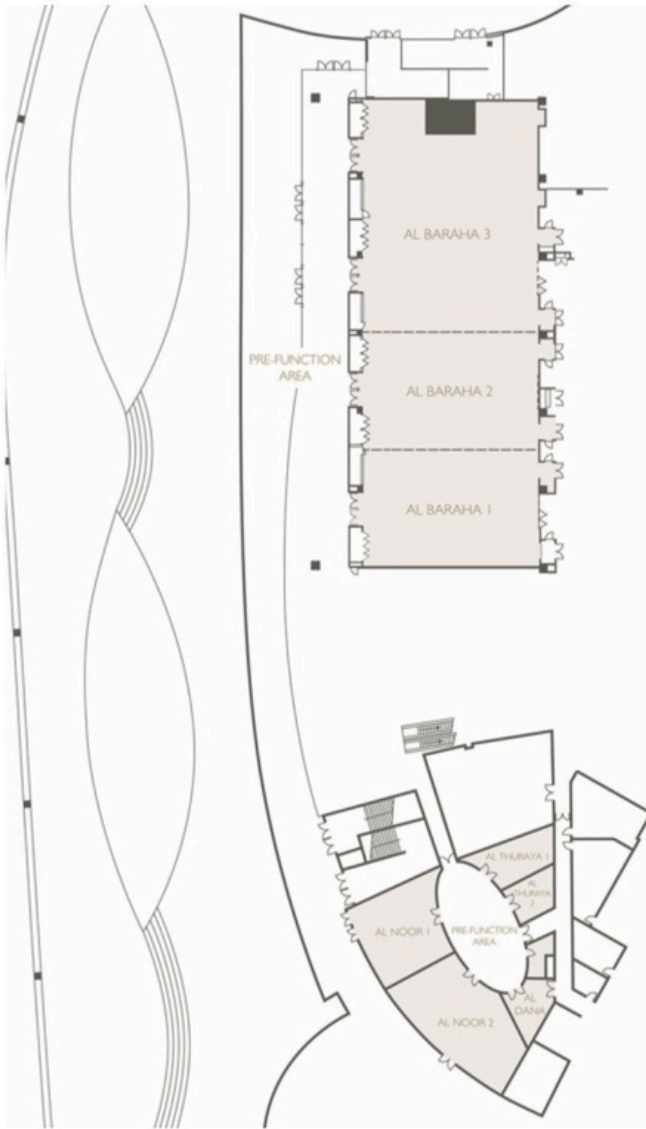 AL BARAHA 3
PRE-FUNCTION
AREA
AL BARAHA 2
AL BARAHA 1
AL THURAYA 1
AL
THURAYA
2
AL NOOR 1
PRE-FUNCTION
AREA
AL
DANA
AL NOOR 2